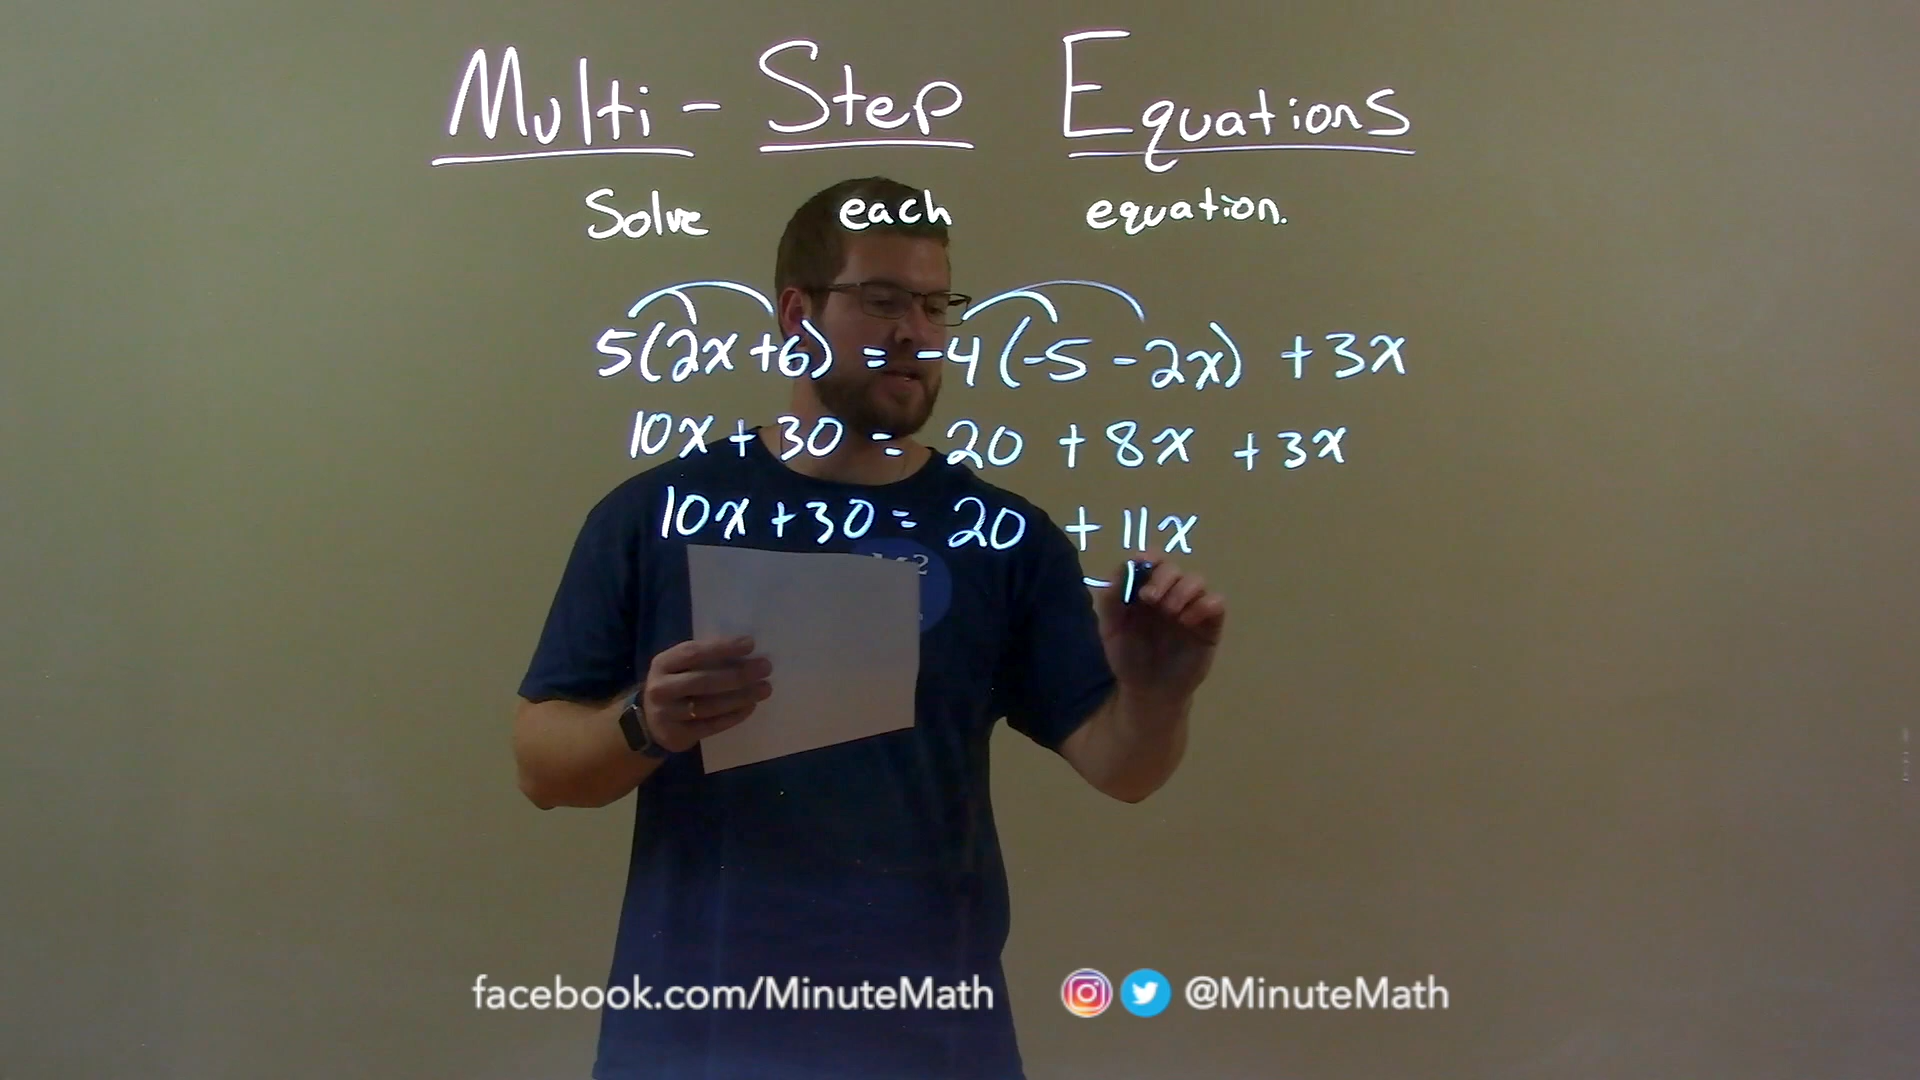 Multi-Step Equations
Solve each equation.
5(2x+6) = -4(-5-2x) +3x
10x+30 = 20 +8x +3x
10x+30= 20 +11x
-1
facebook.com/MinuteMath @MinuteMath